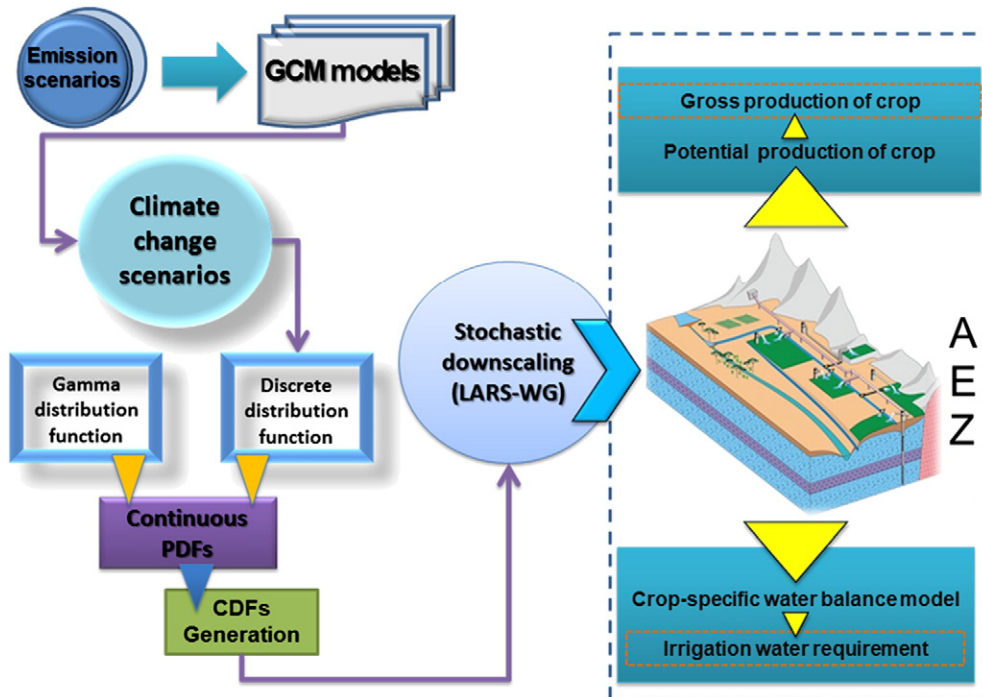 Emission
scenarios
GCM models
Climate
change
scenarios
Gamma
distribution
function
Discrete
distribution
function
Continuous
PDFs
CDFs
Generation
Stochastic
downscaling
(LARS-WG)
Gross production of crop
Potential production of crop
A
E
Z
Crop-specific water balance model
Irrigation water requirement